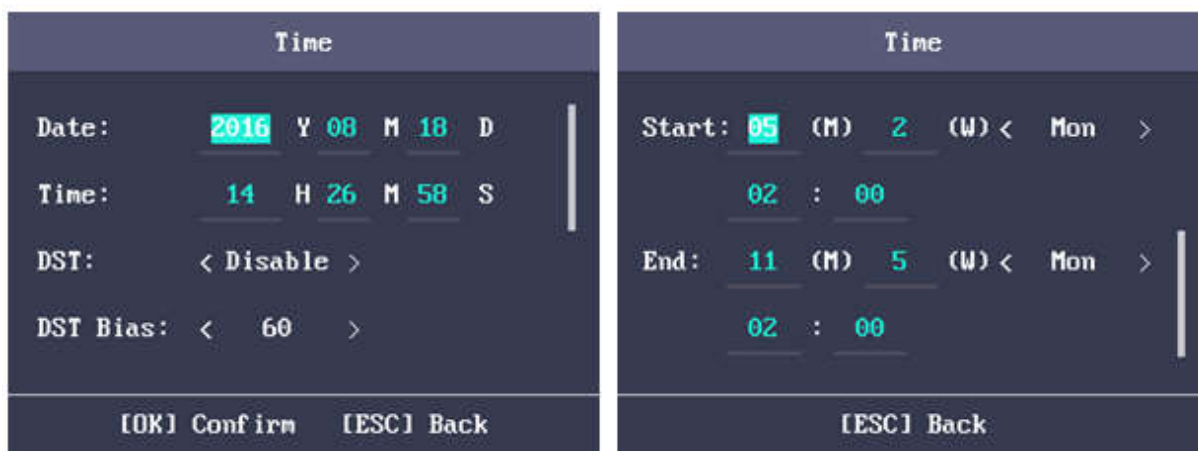 Time
Date: 2016 Y 08 M 18 D
Time: 14 H 26 M 58 S
DST: < Disable >
DST Bias: < 60 >
[OK] Confirm [ESC] Back
Time
Start: 05 (M) 2 (W) < Mon >
02 : 00
End: 11 (M) 5 (W) < Mon >
02 : 00
[ESC] Back